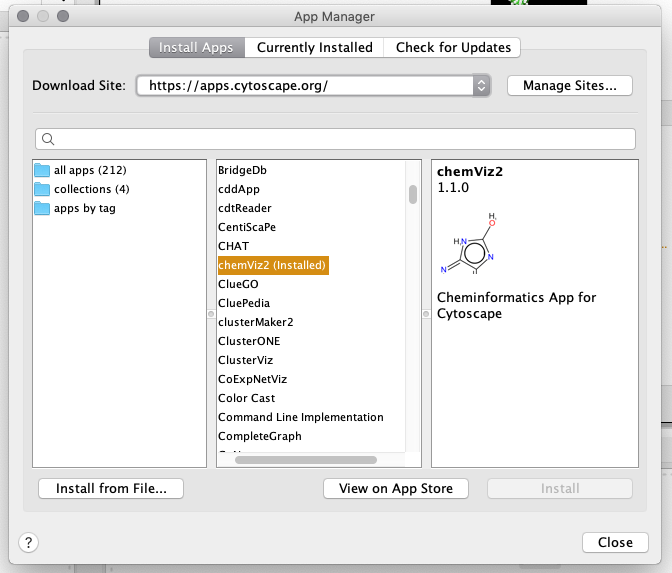 App Manager
Install Apps
Currently Installed
Check for Updates
Download Site:
https://apps.cytoscape.org/
Manage Sites...
all apps (212)
collections (4)
apps by tag
BridgeDb
cddApp
cdtReader
CentiScaPe
CHAT
chemViz2 (Installed)
ClueGO
CluePedia
clusterMaker2
ClusterONE
ClusterViz
CoExpNetViz
Color Cast
Command Line Implementation
CompleteGraph
chemViz2
1.1.0
H
O
H N
N
N
H
Cheminformatics App for
Cytoscape
Install from File...
View on App Store
Install
?
Close